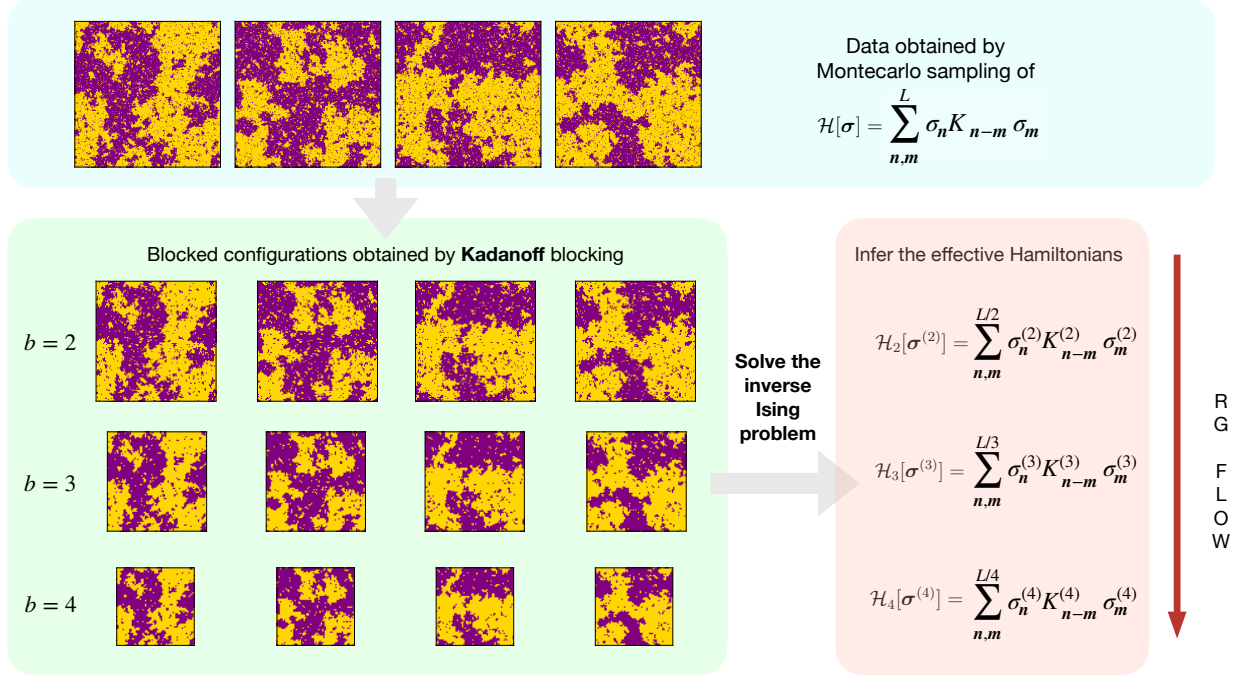 Data obtained by
Montecarlo sampling of
ℋ[σ] = ∑_{n,m}^{L} σ_n K_{n−m} σ_m
Blocked configurations obtained by Kadanoff blocking
b = 2
b = 3
b = 4
Solve the
inverse
Ising
problem
Infer the effective Hamiltonians
ℋ_2[σ^{(2)}] = ∑_{n,m}^{L/2} σ_n^{(2)} K_{n−m}^{(2)} σ_m^{(2)}
ℋ_3[σ^{(3)}] = ∑_{n,m}^{L/3} σ_n^{(3)} K_{n−m}^{(3)} σ_m^{(3)}
ℋ_4[σ^{(4)}] = ∑_{n,m}^{L/4} σ_n^{(4)} K_{n−m}^{(4)} σ_m^{(4)}
RG FLOW